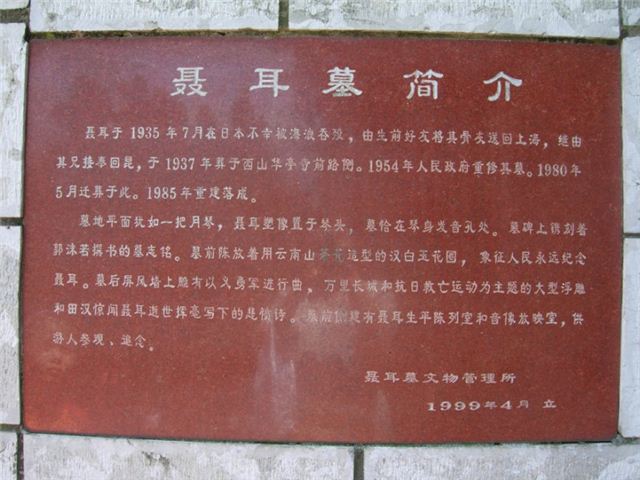 聂耳墓简介
聂耳于1935年7月在日本不幸被海浪吞没，由生前好友将其骨灰送回上海，继由
其兄接奉回昆，于1937年葬于西山华亭寺前路侧。1954年人民政府重修其墓。1980年
5月迁葬于此。1985年重建落成。
墓地平面犹如一把月琴，聂耳塑像置于琴头，墓恰在琴身发音孔处。墓碑上镌刻着
郭沫若撰书的墓志铭。墓前陈放着用云南山茶花造型的汉白玉花圈，象征人民永远纪念
聂耳。墓后屏风墙上雕有以义勇军进行曲，万里长城和抗日救亡运动为主题的大型浮雕
和田汉惊闻聂耳逝世挥毫写下的悲愤诗。墓前侧建有聂耳生平陈列室和音像放映室，供
游人参观、追念。
聂耳墓文物管理所
1999年4月 立